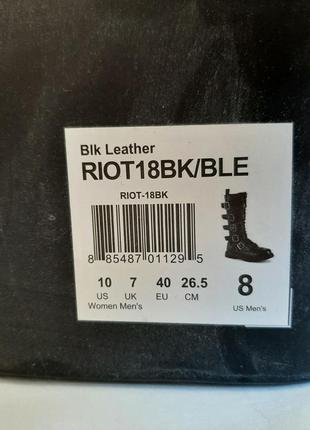 Blk Leather
RIOT18BK/BLE
RIOT-18BK
8 85487 01129 5
10 7 40 26.5 8
US UK EU CM US Men's
Women Men's